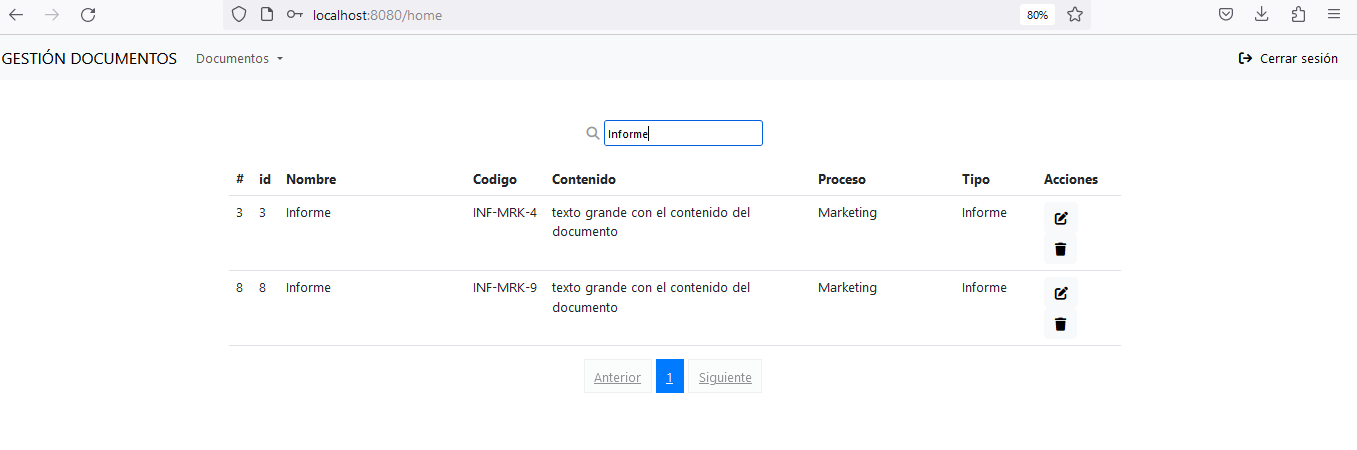 localhost:8080/home
80%
GESTIÓN DOCUMENTOS Documentos Cerrar sesión
Informe
# id Nombre Codigo Contenido Proceso Tipo Acciones
3 3 Informe INF-MRK-4 texto grande con el contenido del Marketing Informe
documento
8 8 Informe INF-MRK-9 texto grande con el contenido del Marketing Informe
documento
Anterior 1 Siguiente